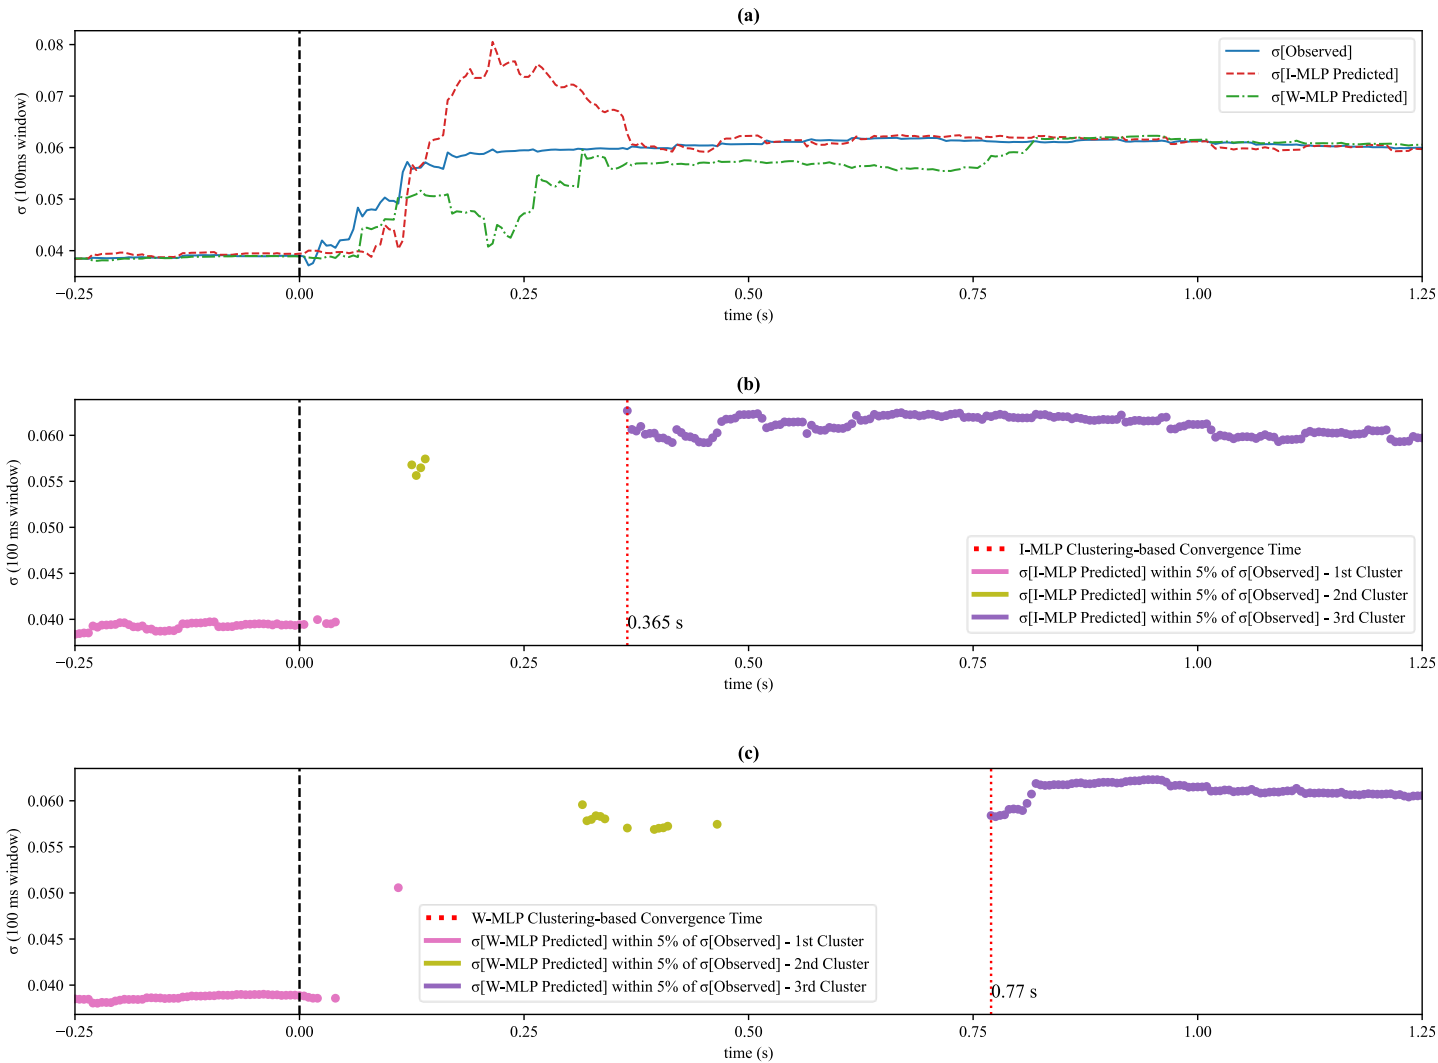 (a)
0.08
0.07
0.06
0.05
0.04
σ (100ms window)
σ[Observed]
σ[I-MLP Predicted]
σ[W-MLP Predicted]
−0.25 0.00 0.25 0.50 0.75 1.00 1.25
time (s)
(b)
0.060
0.055
0.050
0.045
0.040
σ (100 ms window)
I-MLP Clustering-based Convergence Time
σ[I-MLP Predicted] within 5% of σ[Observed] - 1st Cluster
σ[I-MLP Predicted] within 5% of σ[Observed] - 2nd Cluster
σ[I-MLP Predicted] within 5% of σ[Observed] - 3rd Cluster
0.365 s
−0.25 0.00 0.25 0.50 0.75 1.00 1.25
time (s)
(c)
0.060
0.055
0.050
0.045
0.040
σ (100 ms window)
W-MLP Clustering-based Convergence Time
σ[W-MLP Predicted] within 5% of σ[Observed] - 1st Cluster
σ[W-MLP Predicted] within 5% of σ[Observed] - 2nd Cluster
σ[W-MLP Predicted] within 5% of σ[Observed] - 3rd Cluster
0.77 s
−0.25 0.00 0.25 0.50 0.75 1.00 1.25
time (s)